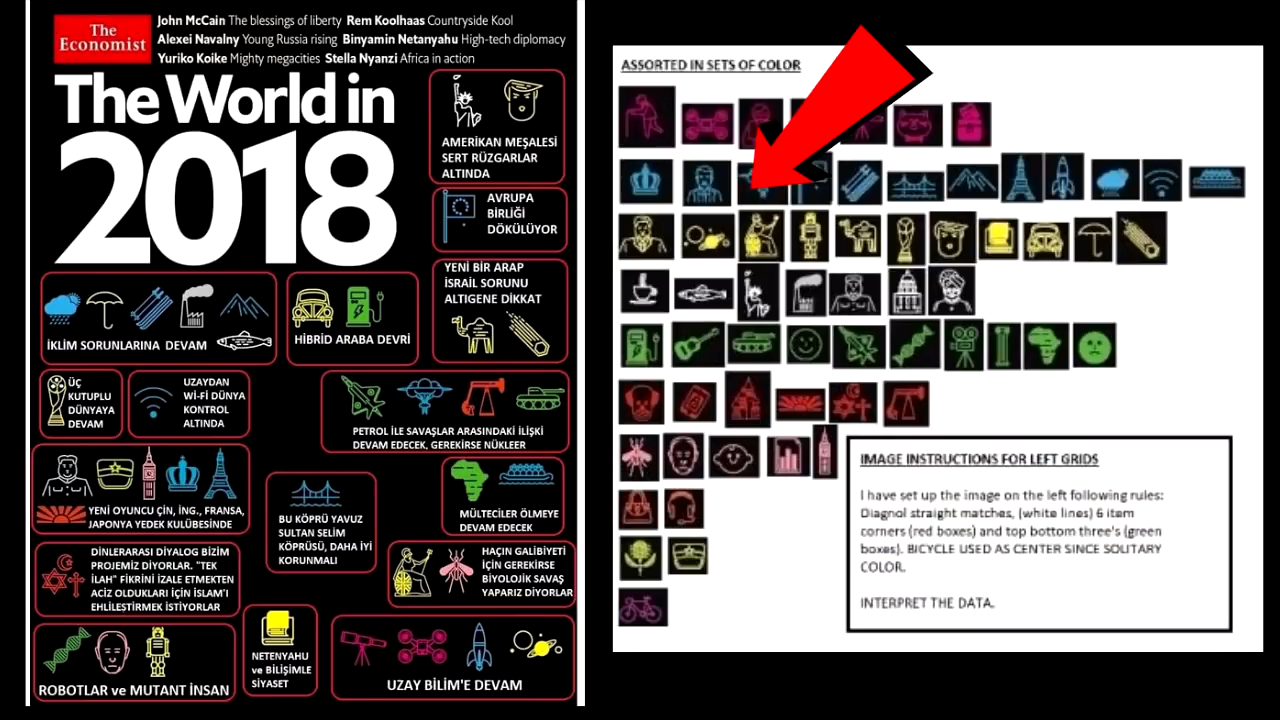 The
Economist
John McCain The blessings of liberty Rem Koolhaas Countryside Kool
Alexei Navalny Young Russia rising Binyamin Netanyahu High-tech diplomacy
Yuriko Koike Mighty megacities Stella Nyanzi Africa in action
The World in
2018
AMERİKAN MEŞALESİ
SERT RÜZGARLAR
ALTINDA
AVRUPA
BİRLİĞİ
DÖKÜLÜYOR
YENİ BİR ARAP
İSRAİL SORUNU
ALTIGENE DİKKAT
İKLİM SORUNLARINA DEVAM
HİBRİD ARABA DEVRİ
ÜÇ
KUTUPLU
DÜNYAYA
DEVAM
UZAYDAN
Wİ-Fİ DÜNYA
KONTROL
ALTINDA
PETROL İLE SAVAŞLAR ARASINDAKİ İLİŞKİ
DEVAM EDECEK, GEREKİRSE NÜKLEER
YENİ OYUNCU ÇİN, İNG., FRANSA,
JAPONYA YEDEK KULÜBESİNDE
BU KÖPRÜ YAVUZ
SULTAN SELİM
KÖPRÜSÜ, DAHA İYİ
KORUNMALI
MÜLTECİLER ÖLMEYE
DEVAM EDECEK
DİNLERARASI DİYALOG BİZİM
PROJEMİZ DİYORLAR. "TEK
İLAH" FİKRİNİ İZALE ETMEKTEN
ACİZ OLDUKLARI İÇİN İSLAM'I
EHLİLEŞTİRMEK İSTİYORLAR
HAÇIN GALİBİYETİ
İÇİN GEREKİRSE
BİYOLOJİK SAVAŞ
YAPARIZ DİYORLAR
ROBOTLAR ve MUTANT İNSAN
NETENYAHU
ve BİLİŞİMLE
SİYASET
UZAY BİLİM'E DEVAM
ASSORTED IN SETS OF COLOR
IMAGE INSTRUCTIONS FOR LEFT GRIDS
I have set up the image on the left following rules:
Diagnol straight matches, (white lines) 6 item
corners (red boxes) and top bottom three's (green
boxes). BICYCLE USED AS CENTER SINCE SOLITARY
COLOR.
INTERPRET THE DATA.